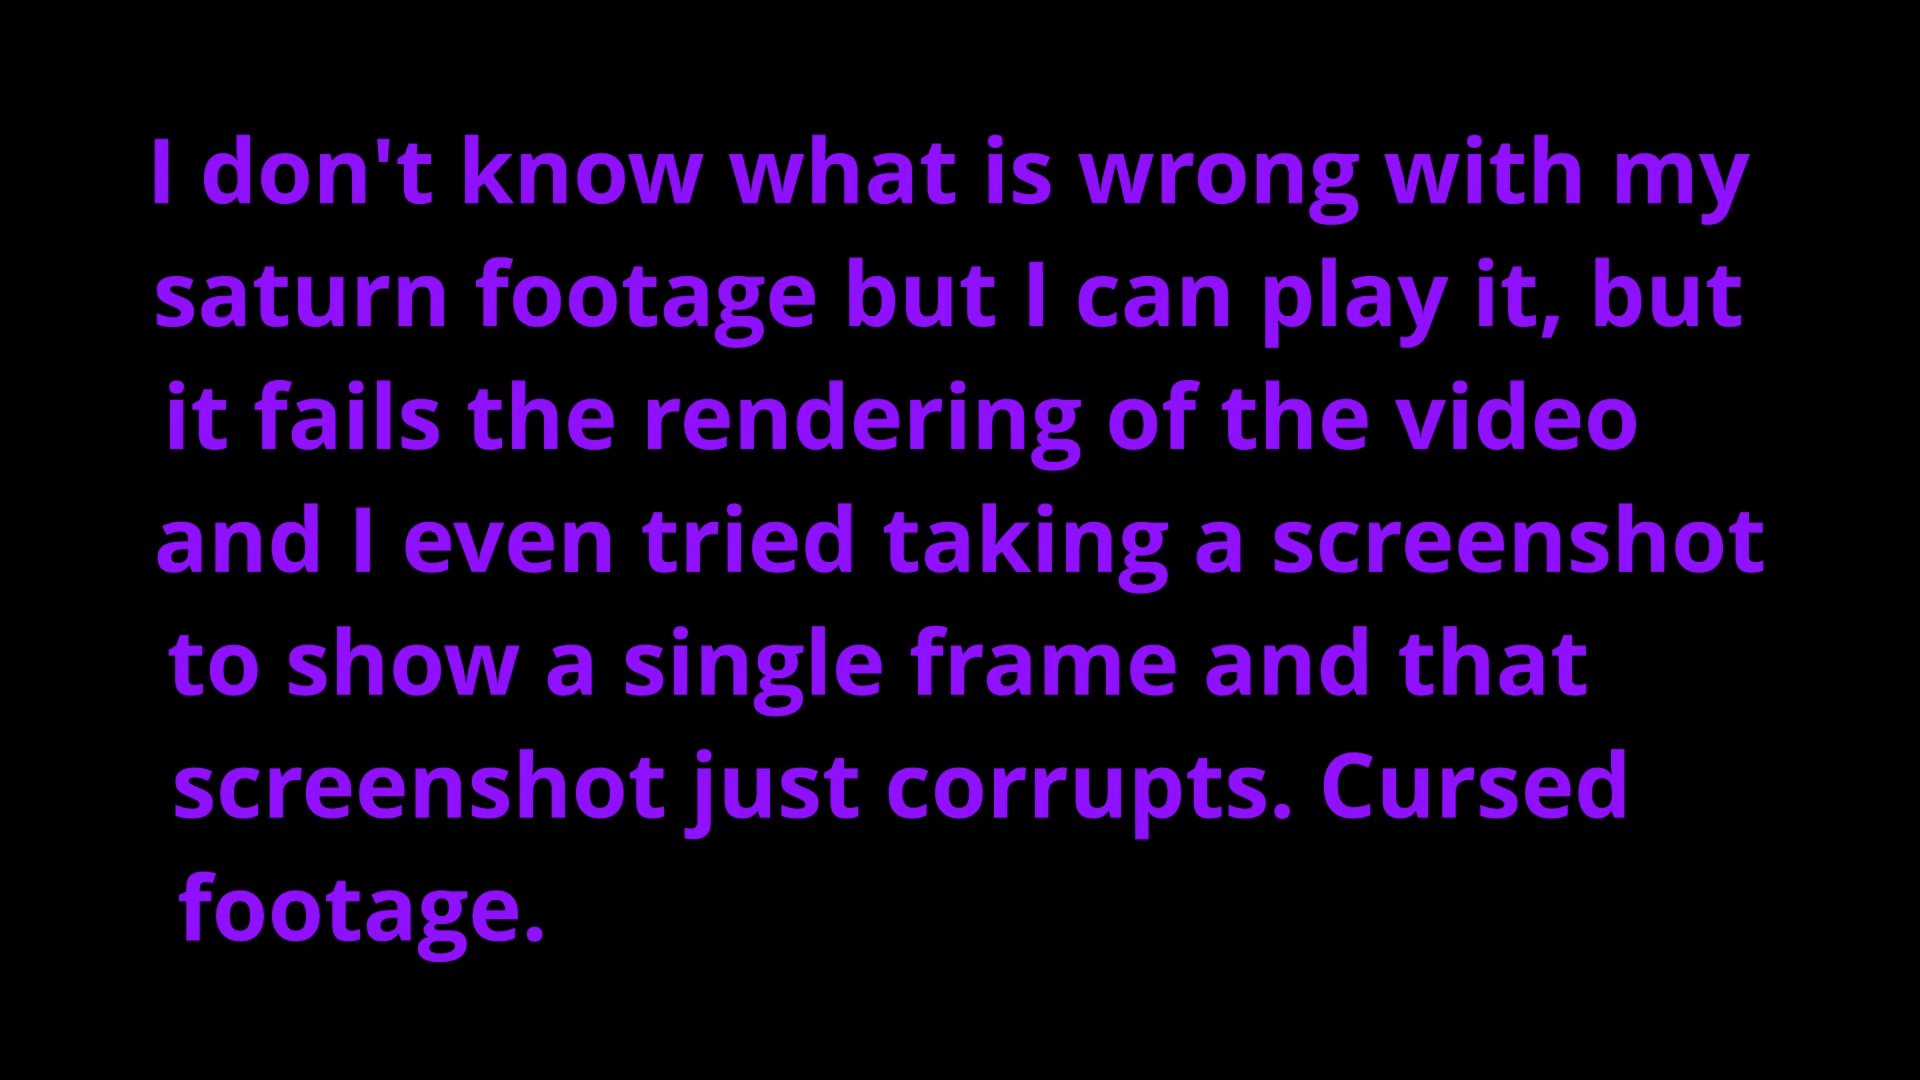 I don't know what is wrong with my
saturn footage but I can play it, but
it fails the rendering of the video
and I even tried taking a screenshot
to show a single frame and that
screenshot just corrupts. Cursed
footage.